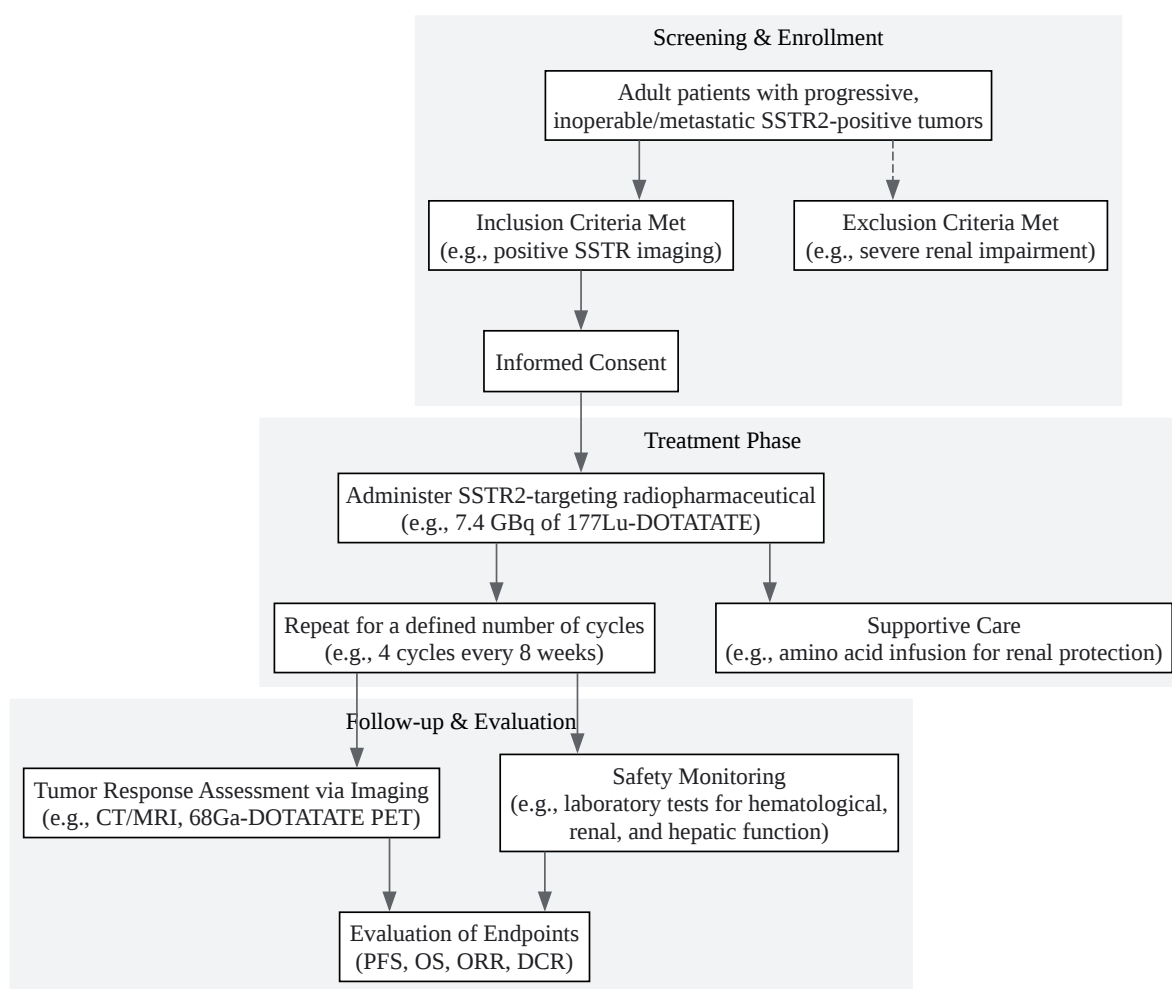 Screening & Enrollment
Adult patients with progressive,
inoperable/metastatic SSTR2-positive tumors
Inclusion Criteria Met
(e.g., positive SSTR imaging)
Exclusion Criteria Met
(e.g., severe renal impairment)
Informed Consent
Treatment Phase
Administer SSTR2-targeting radiopharmaceutical
(e.g., 7.4 GBq of 177Lu-DOTATATE)
Repeat for a defined number of cycles
(e.g., 4 cycles every 8 weeks)
Supportive Care
(e.g., amino acid infusion for renal protection)
Follow-up & Evaluation
Tumor Response Assessment via Imaging
(e.g., CT/MRI, 68Ga-DOTATATE PET)
Safety Monitoring
(e.g., laboratory tests for hematological,
renal, and hepatic function)
Evaluation of Endpoints
(PFS, OS, ORR, DCR)